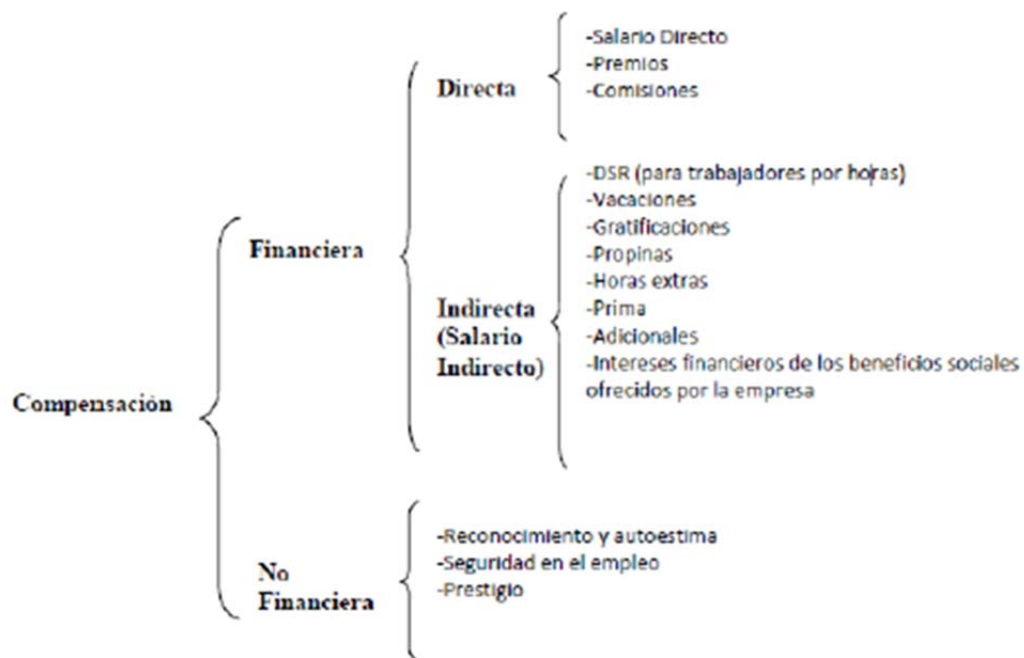 Compensación
Financiera
Directa
-Salario Directo
-Premios
-Comisiones
Indirecta
(Salario
Indirecto)
-DSR (para trabajadores por horas)
-Vacaciones
-Gratificaciones
-Propinas
-Horas extras
-Prima
-Adicionales
-Intereses financieros de los beneficios sociales
ofrecidos por la empresa
No
Financiera
-Reconocimiento y autoestima
-Seguridad en el empleo
-Prestigio